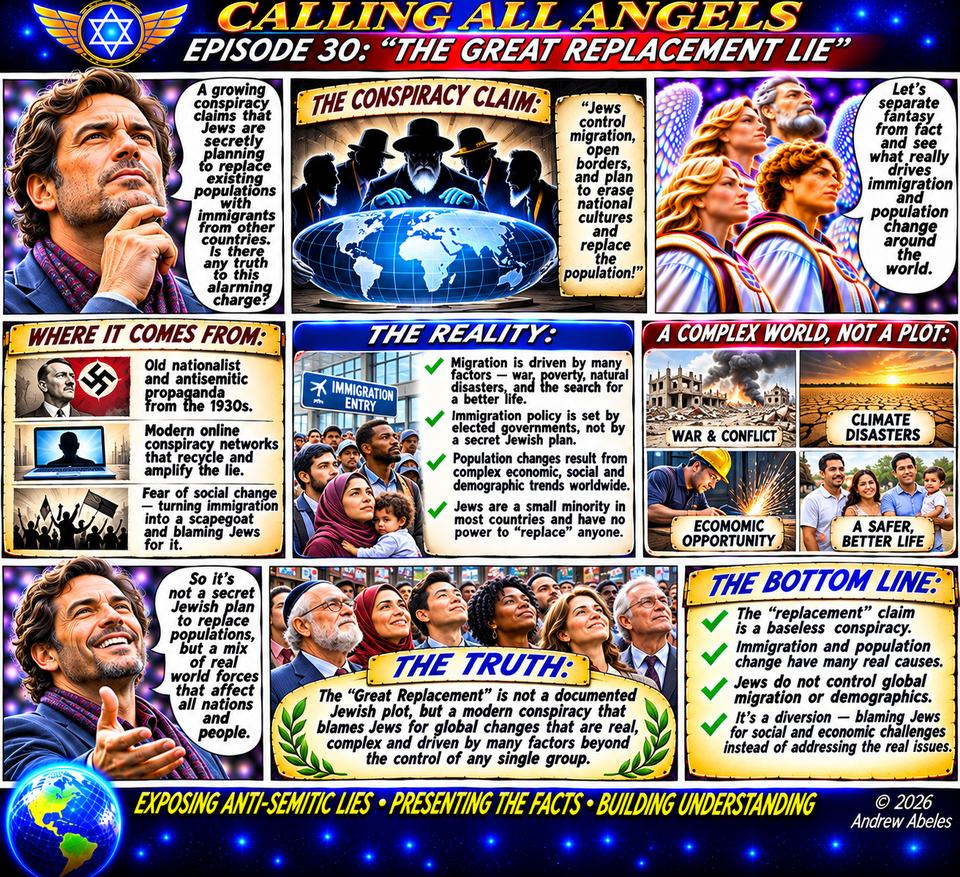 CALLING ALL ANGELS
EPISODE 30: “THE GREAT REPLACEMENT LIE”
A growing
conspiracy
claims that
Jews are
secretly
planning
to replace
existing
populations
with
immigrants
from other
countries.
Is there
any truth
to this
alarming
charge?
THE CONSPIRACY CLAIM:
“Jews
control
migration,
open
borders,
and plan
to erase
national
cultures
and
replace
the
population!”
Let’s
separate
fantasy
from fact
and see
what really
drives
immigration
and
population
change
around
the
world.
WHERE IT COMES FROM:
Old nationalist
and antisemitic
propaganda
from the 1930s.
Modern online
conspiracy networks
that recycle and
amplify the lie.
Fear of social change
— turning immigration
into a scapegoat
and blaming Jews
for it.
THE REALITY:
IMMIGRATION
ENTRY
Migration is driven by many
factors — war, poverty, natural
disasters, and the search for
a better life.
Immigration policy is set by
elected governments, not by
a secret Jewish plan.
Population changes result from
complex economic, social and
demographic trends worldwide.
Jews are a small minority in
most countries and have no
power to “replace” anyone.
A COMPLEX WORLD, NOT A PLOT:
WAR & CONFLICT
CLIMATE
DISASTERS
ECONOMIC
OPPORTUNITY
A SAFER,
BETTER LIFE
So it’s
not a secret
Jewish plan
to replace
populations,
but a mix
of real
world forces
that affect
all nations
and
people.
THE TRUTH:
The “Great Replacement” is not a documented
Jewish plot, but a modern conspiracy that
blames Jews for global changes that are real,
complex and driven by many factors beyond
the control of any single group.
THE BOTTOM LINE:
The “replacement” claim
is a baseless conspiracy.
Immigration and population
change have many real causes.
Jews do not control global
migration or demographics.
It’s a diversion — blaming Jews
for social and economic challenges
instead of addressing the real issues.
EXPOSING ANTI-SEMITIC LIES • PRESENTING THE FACTS • BUILDING UNDERSTANDING
© 2026
Andrew Abeles